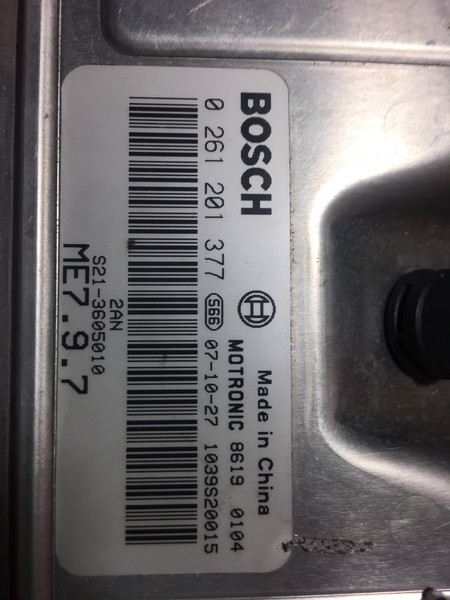 BOSCH
Made in China
MOTRONIC 8619 0104
0 261 201 377 S66 07-10-27 1039S20015
2AN
S21-3605010
ME7.9.7